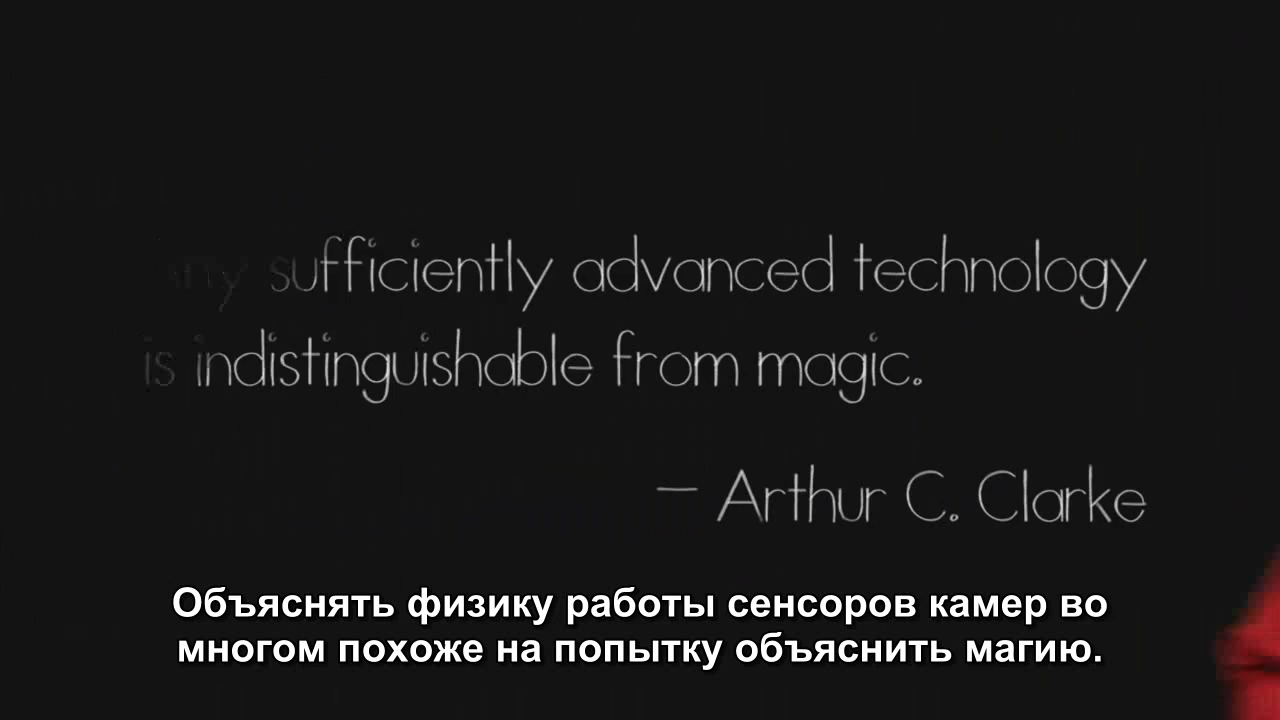 any sufficiently advanced technology
is indistinguishable from magic.
— Arthur C. Clarke
Объяснять физику работы сенсоров камер во
многом похоже на попытку объяснить магию.